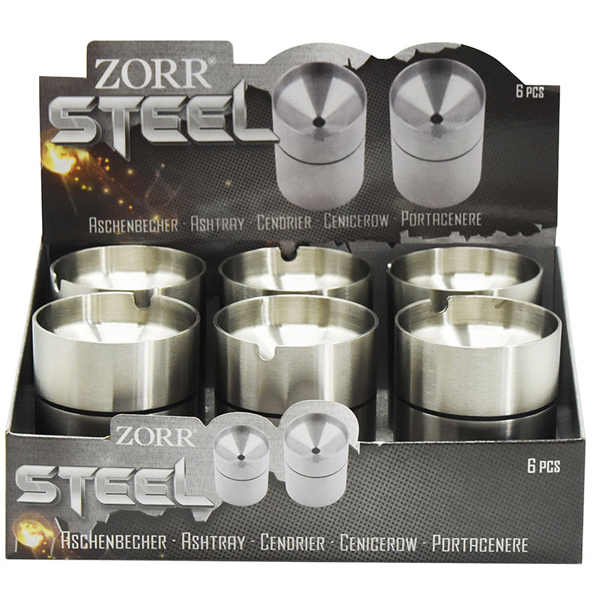 ZORR®
STEEL
6 PCS
ASCHENBECHER - ASHTRAY - CENDRIER - CENICEROW - PORTACENERE
ZORR®
STEEL
6 PCS
ASCHENBECHER - ASHTRAY - CENDRIER - CENICEROW - PORTACENERE